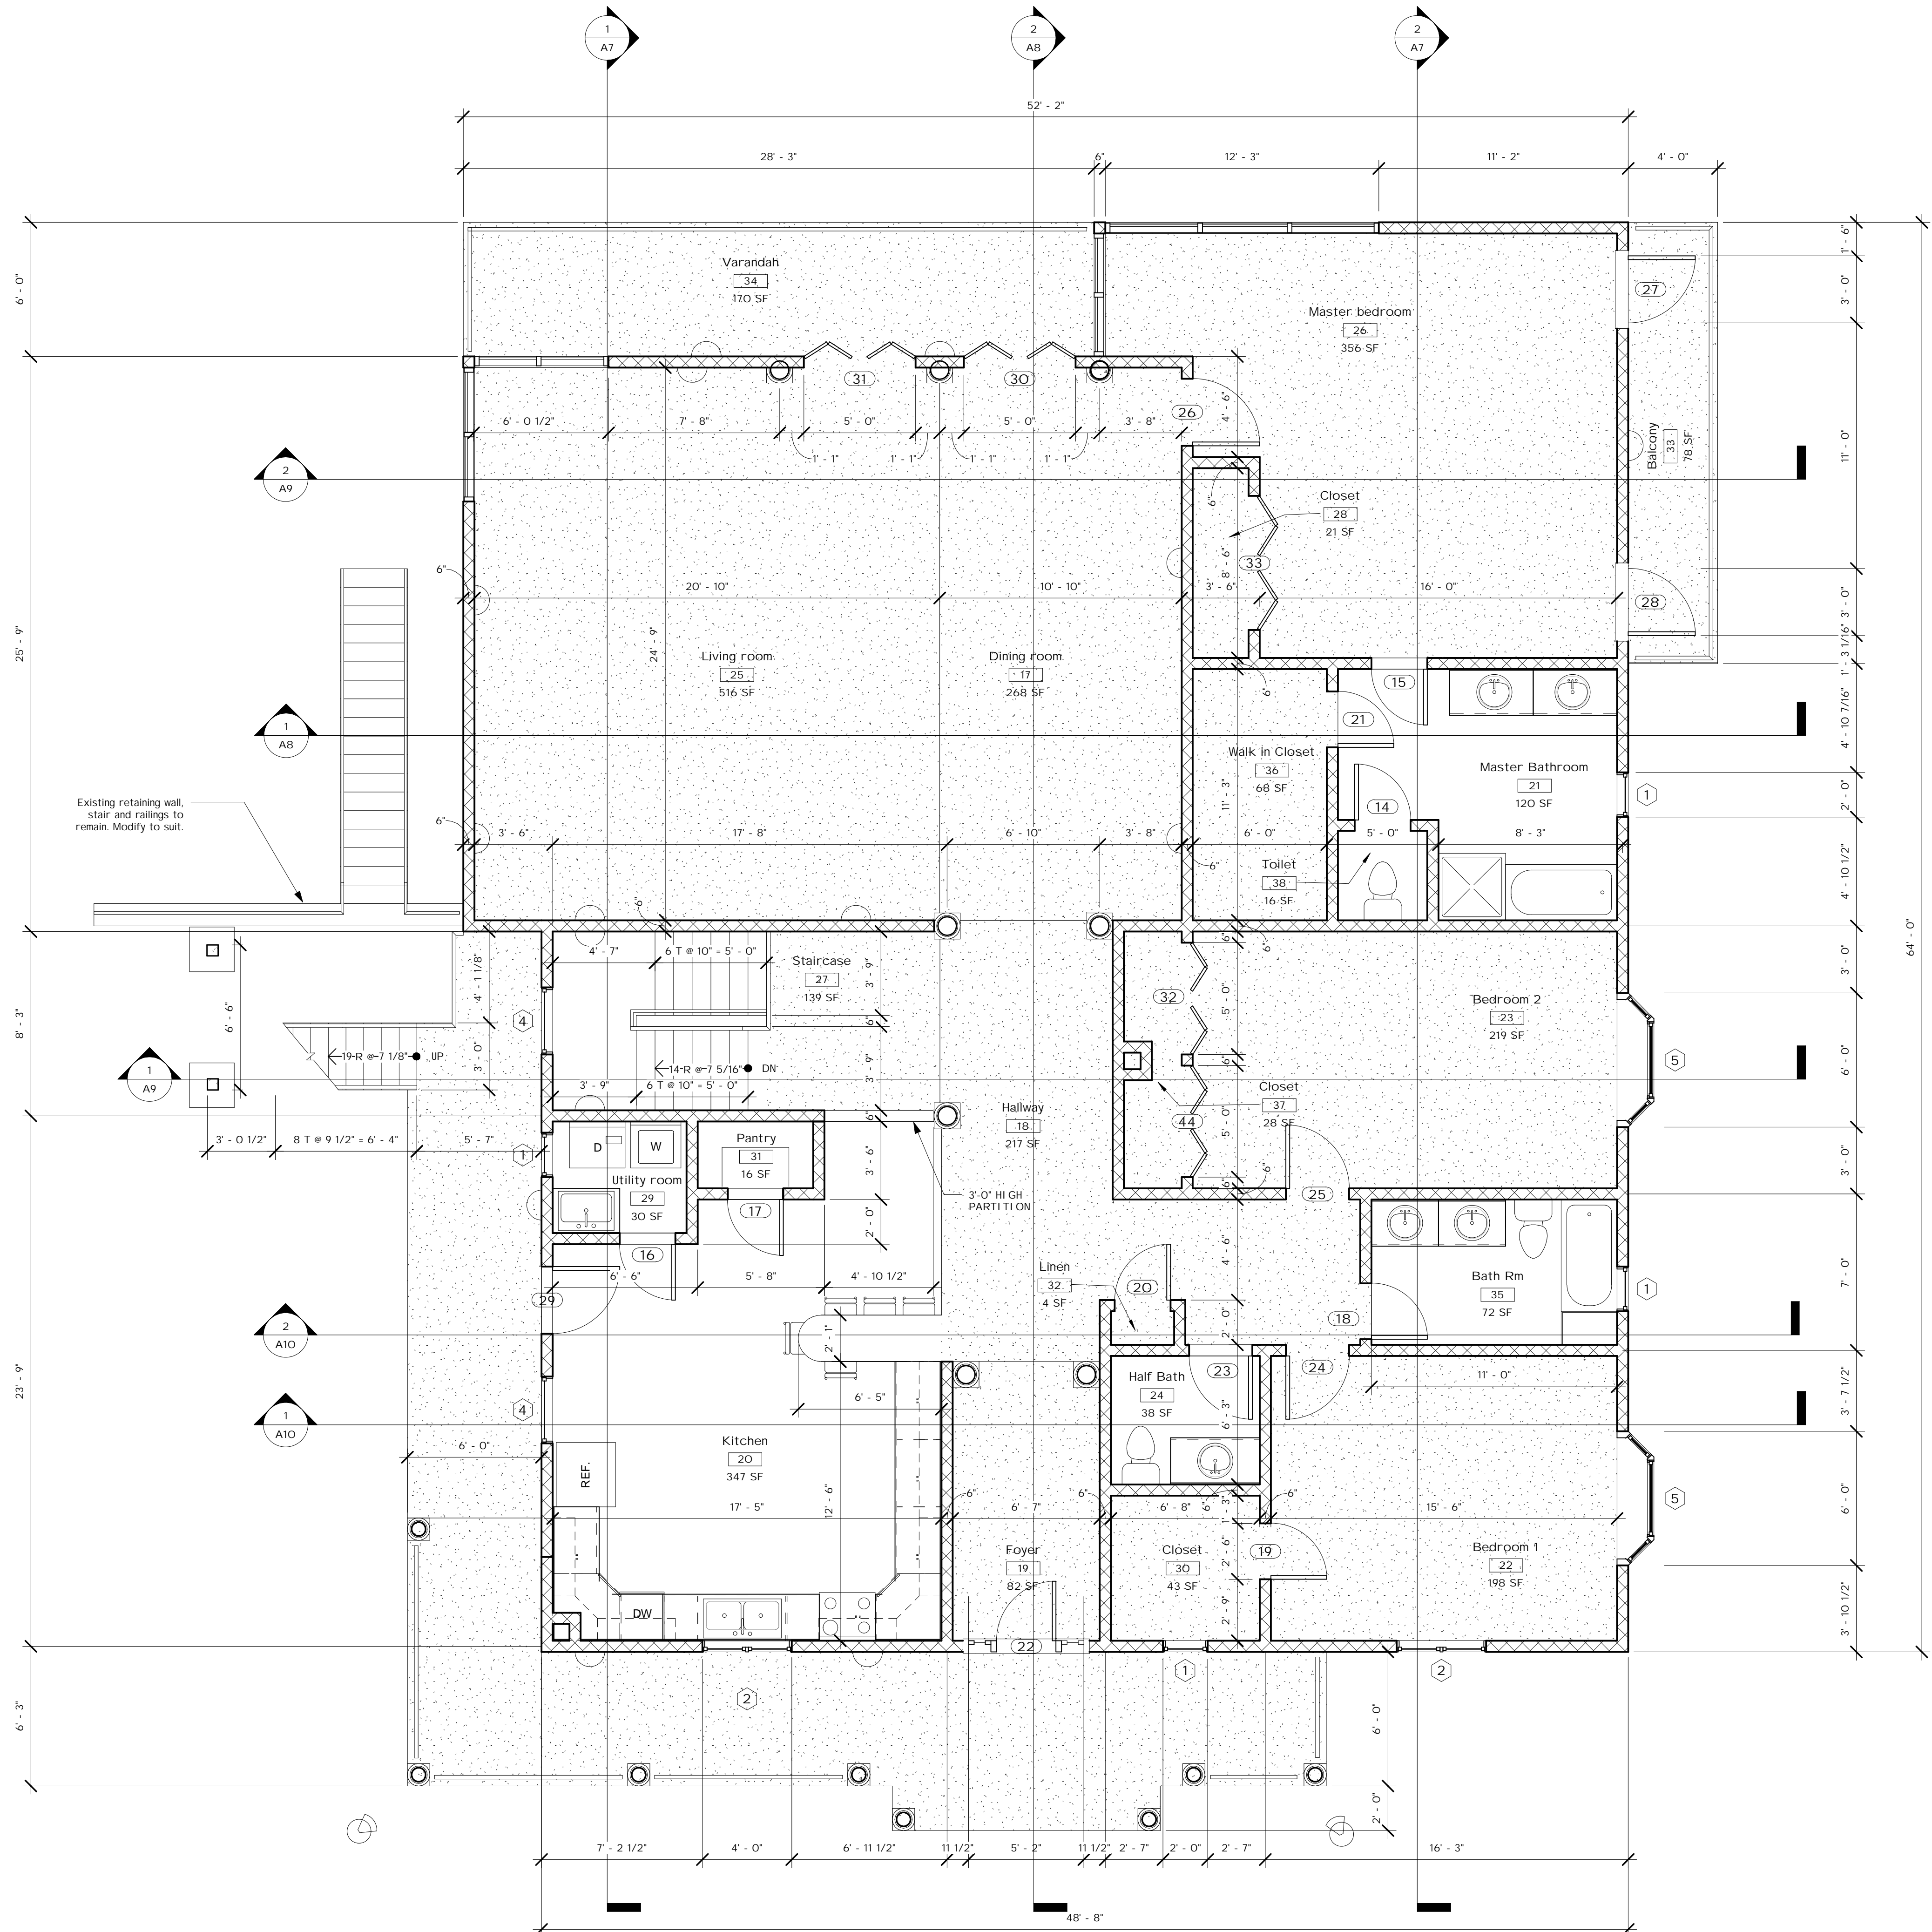 1
A7
2
A8
2
A7
52' - 2"
28' - 3"
6"
12' - 3"
11' - 2"
4' - 0"
6' - 0"
25' - 9"
8' - 3"
23' - 9"
6' - 3"
1' - 6"
3' - 0"
11' - 0"
3' - 0"
1' - 3 1/16"
4' - 10 7/16"
2' - 0"
4' - 10 1/2"
3' - 0"
6' - 0"
3' - 0"
7' - 0"
3' - 7 1/2"
6' - 0"
3' - 10 1/2"
64' - 0"
Varandah
34
170 SF
Master bedroom
26
356 SF
27
31
30
26
6' - 0 1/2"
7' - 8"
5' - 0"
5' - 0"
3' - 8"
1' - 1"
1' - 1"
1' - 1"
1' - 1"
4' - 6"
Balcony
33
78 SF
2
A9
Closet
28
21 SF
6"
8' - 6"
33
6"
20' - 10"
10' - 10"
3' - 6"
16' - 0"
28
24' - 9"
Living room
25
516 SF
Dining room
17
268 SF
6"
15
21
1
A8
Walk in Closet
36
68 SF
11' - 3"
Master Bathroom
21
120 SF
1
14
Existing retaining wall,
stair and railings to
remain. Modify to suit.
6"
3' - 6"
17' - 8"
6' - 10"
3' - 8"
6' - 0"
5' - 0"
8' - 3"
6"
Toilet
38
16 SF
6"
4' - 7"
6 T @ 10" = 5' - 0"
Staircase
27
139 SF
3' - 9"
6"
3' - 9"
6"
6"
6"
4' - 1 1/8"
3' - 0"
6' - 6"
4
32
5' - 0"
Bedroom 2
23
219 SF
5
1
A9
19 R @ 7 1/8"
UP
14 R @ 7 5/16"
DN
3' - 9"
6 T @ 10" = 5' - 0"
6"
Closet
37
28 SF
44
5' - 0"
6"
6"
Hallway
18
217 SF
3' - 0 1/2"
8 T @ 9 1/2" = 6' - 4"
5' - 7"
1
D
W
Pantry
31
16 SF
3' - 6"
Utility room
29
30 SF
17
2' - 0"
3'-0" HIGH
PARTITION
25
16
6' - 6"
5' - 8"
4' - 10 1/2"
29
Linen
32
4 SF
20
4' - 6"
2' - 0"
Bath Rm
35
72 SF
1
18
2
A10
2' - 1"
6' - 5"
23
24
11' - 0"
Half Bath
24
38 SF
6' - 3"
1
A10
4
6' - 0"
Kitchen
20
347 SF
REF.
17' - 5"
12' - 6"
6"
6' - 7"
6"
6' - 8"
6"
1' - 3"
6"
15' - 6"
5
Foyer
19
82 SF
Closet
30
43 SF
2' - 6"
19
2' - 9"
Bedroom 1
22
198 SF
DW
22
2
1
2
6' - 0"
2' - 0"
7' - 2 1/2"
4' - 0"
6' - 11 1/2"
11 1/2"
5' - 2"
11 1/2"
2' - 7"
2' - 0"
2' - 7"
16' - 3"
48' - 8"